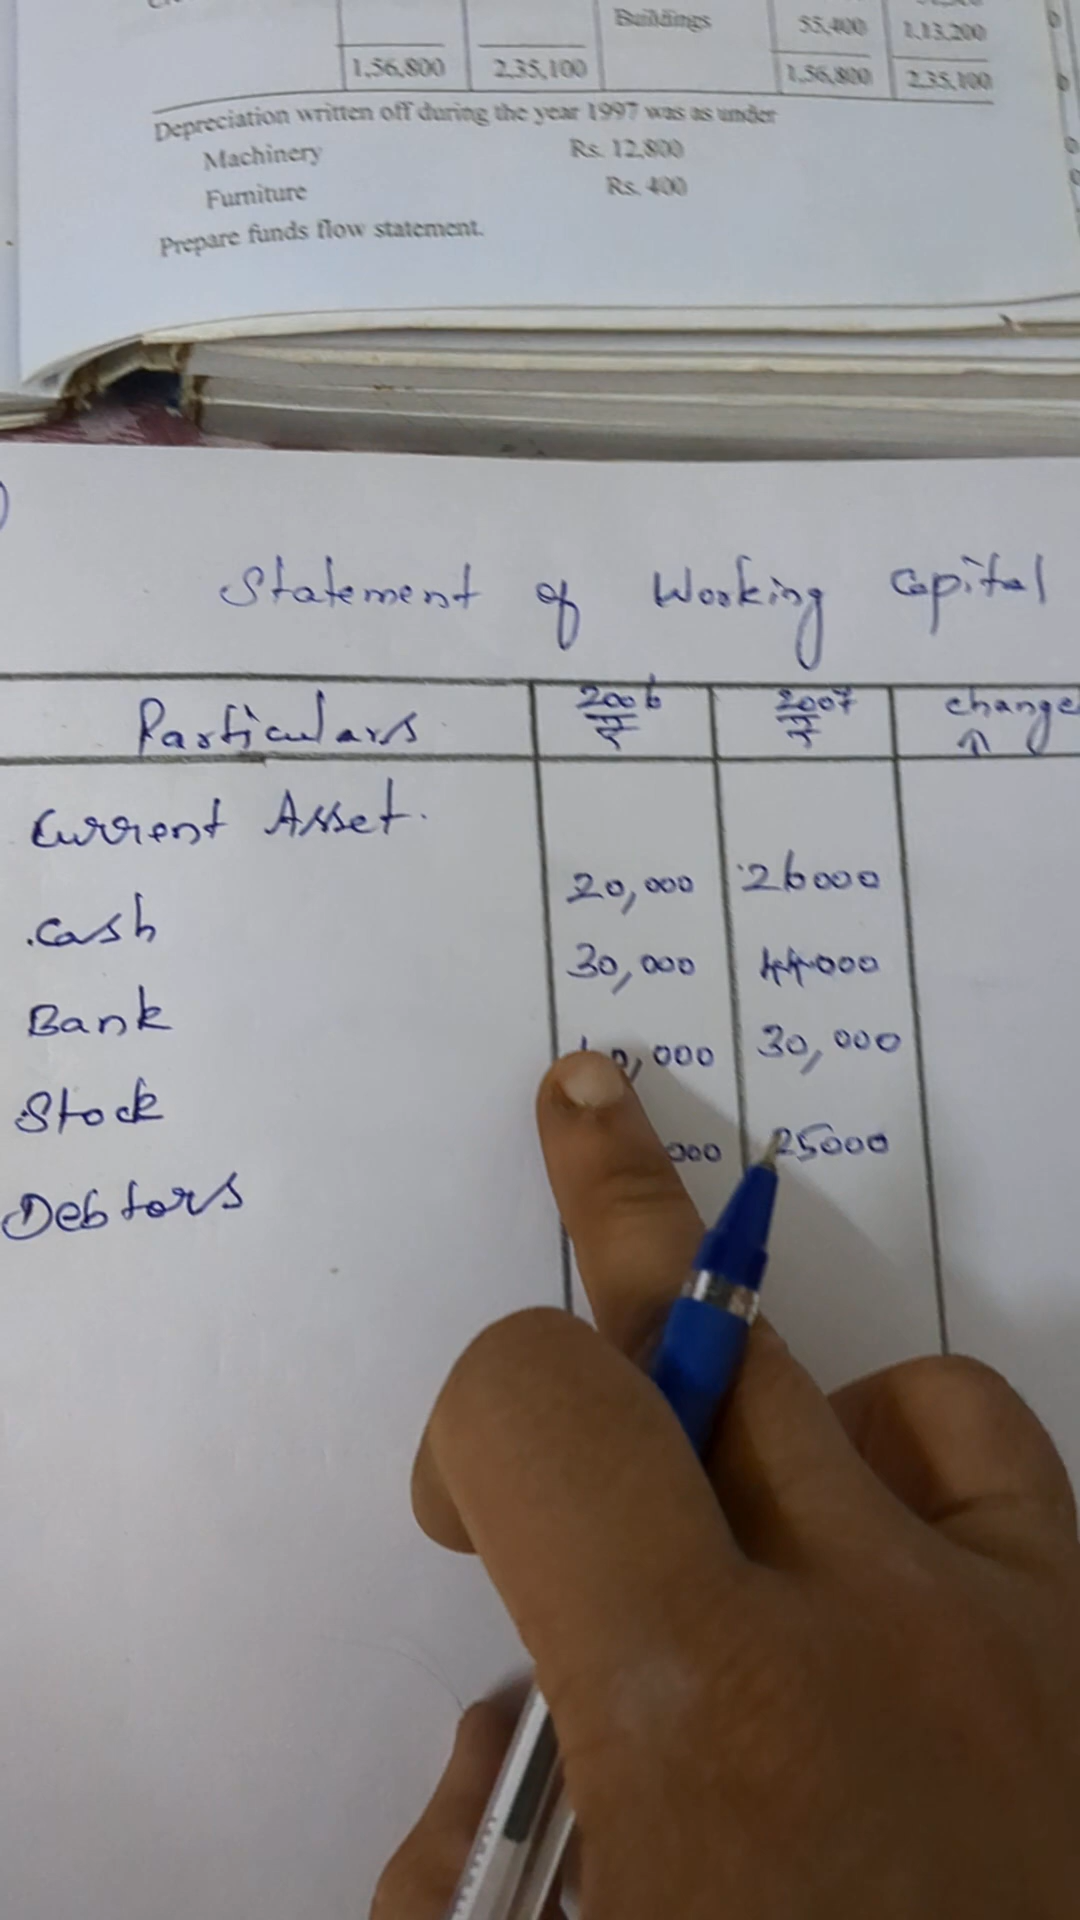 Buildings 55,400 1,13,200
1,56,800 2,35,100 1,56,800 2,35,100
Depreciation written off during the year 1997 was as under
Machinery Rs. 12,800
Furniture Rs. 400
Prepare funds flow statement.
Statement of Working Capital
Particulars 2006 ₹ 2007 ₹ change
Current Asset.
Cash 20,000 26000
Bank 30,000 44000
Stock 30,000
Debtors 25000